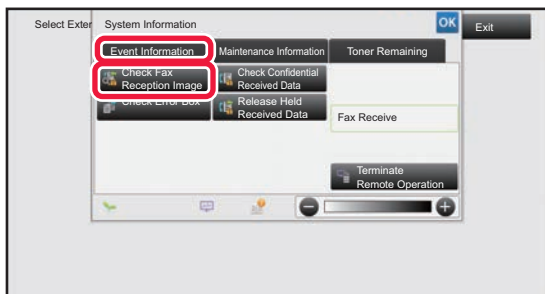 Select Exter
System Information
OK
Exit
Event Information
Maintenance Information
Toner Remaining
Check Fax
Reception Image
Check Confidential
Received Data
Check Error Box
Release Held
Received Data
Fax Receive
Terminate
Remote Operation